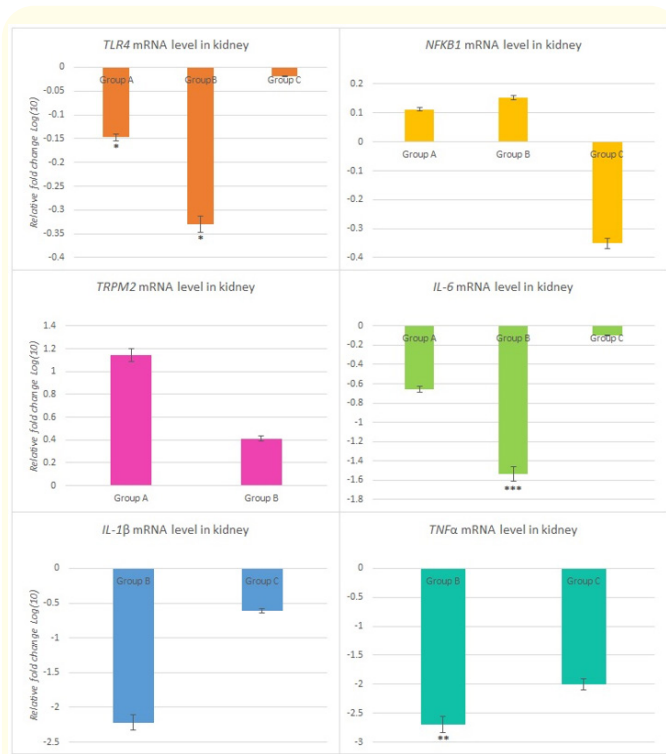 TLR4 mRNA level in kidney
Relative fold change Log(10)
0
-0.05
-0.1
-0.15
-0.2
-0.25
-0.3
-0.35
-0.4
Group A
GroupB
Group C
*
*
NFKB1 mRNA level in kidney
0.2
0.1
0
-0.1
-0.2
-0.3
-0.4
Group A
Group B
Group C
TRPM2 mRNA level in kidney
Relative fold change Log(10)
1.4
1.2
1
0.8
0.6
0.4
0.2
0
Group A
Group B
IL-6 mRNA level in kidney
0
-0.2
-0.4
-0.6
-0.8
-1
-1.2
-1.4
-1.6
-1.8
Group A
Group B
Group C
***
IL-1β mRNA level in kidney
Relative fold change Log(10)
0
-0.5
-1
-1.5
-2
-2.5
Group B
Group C
TNFα mRNA level in kidney
0
-0.5
-1
-1.5
-2
-2.5
-3
Group B
Group C
**